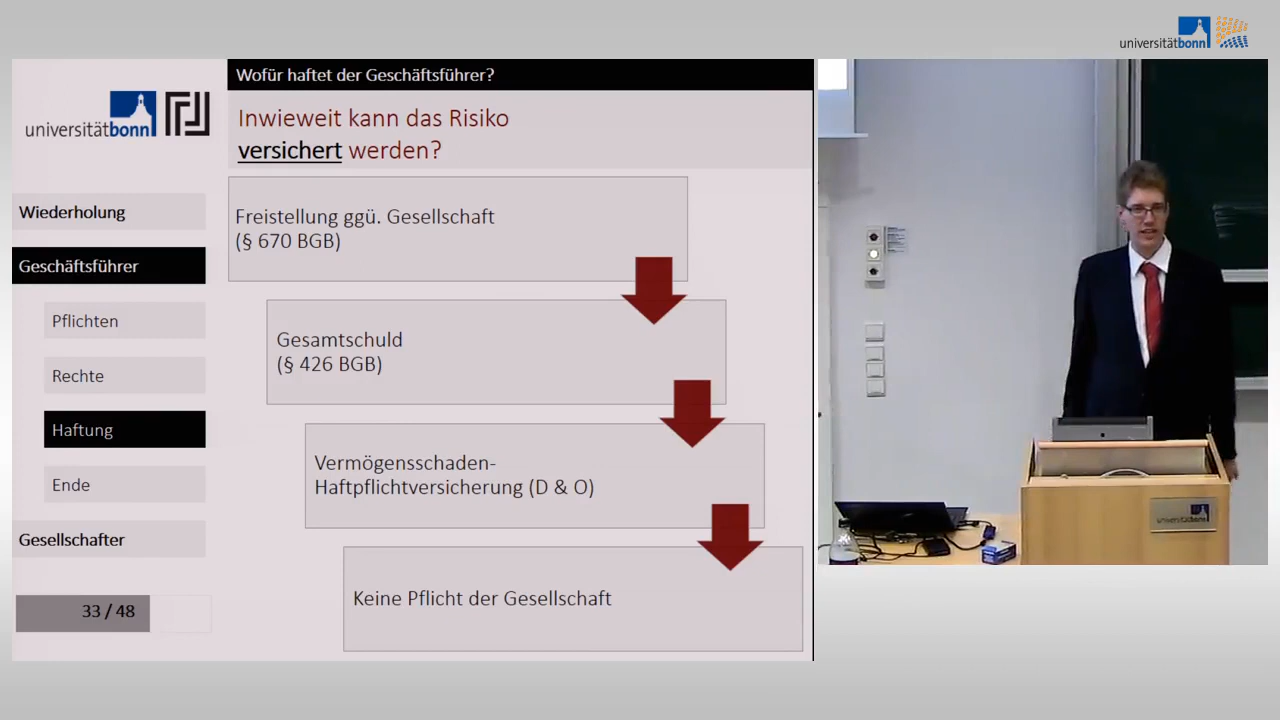 universitätbonn
Wofür haftet der Geschäftsführer?
universitätbonn
Inwieweit kann das Risiko
versichert werden?
Wiederholung
Geschäftsführer
Pflichten
Rechte
Haftung
Ende
Gesellschafter
33 / 48
Freistellung ggü. Gesellschaft
(§ 670 BGB)
Gesamtschuld
(§ 426 BGB)
Vermögensschaden-
Haftpflichtversicherung (D & O)
Keine Pflicht der Gesellschaft
universitätbonn